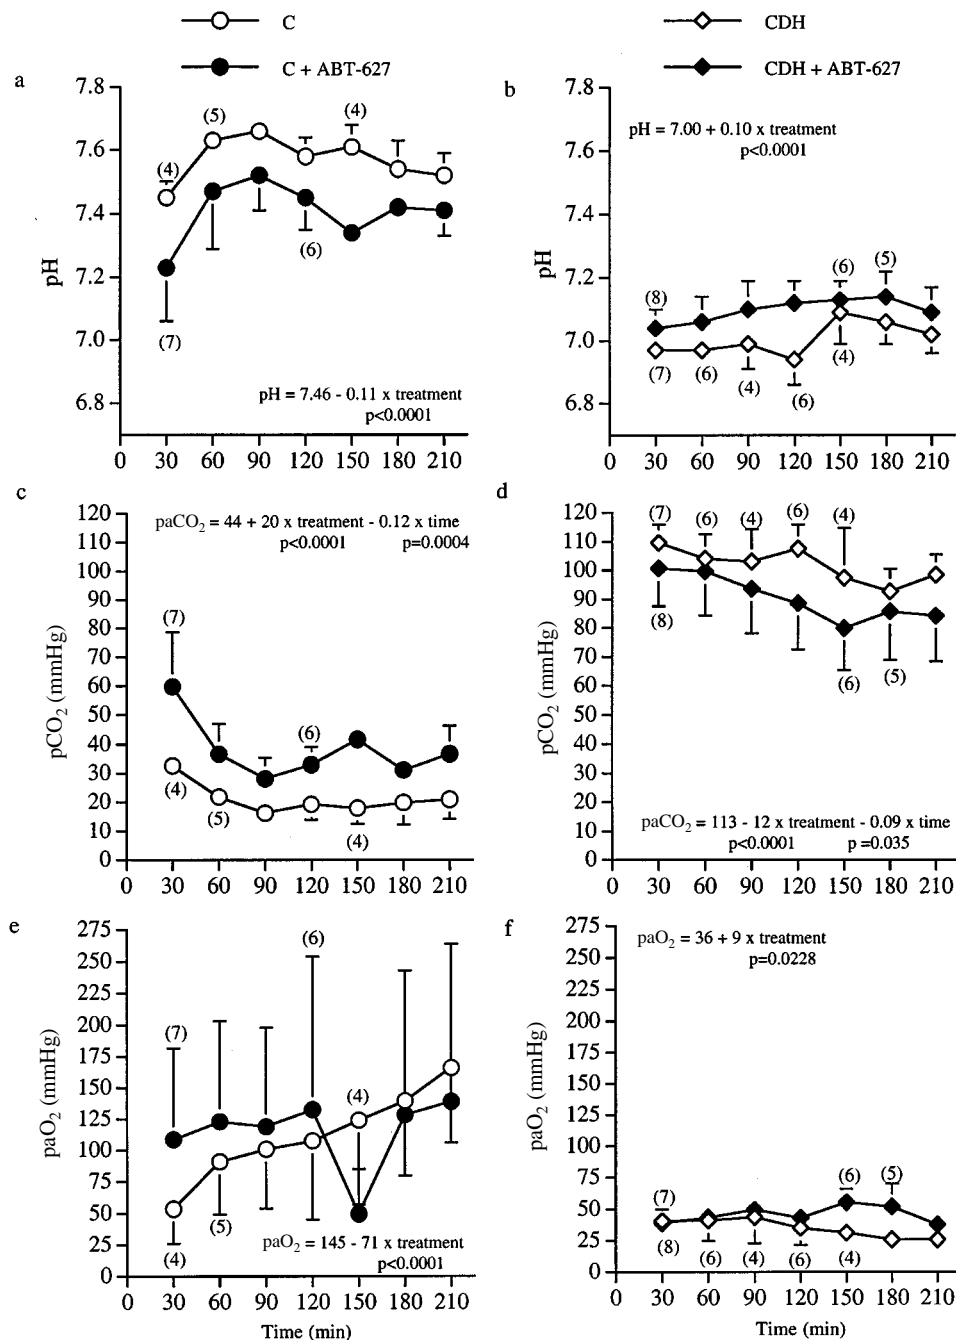 C
CDH
C + ABT-627
CDH + ABT-627
a
7.8
7.6
7.4
7.2
7.0
6.8
pH
(4)
(5)
(4)
(6)
(7)
pH = 7.46 - 0.11 x treatment
p<0.0001
0 30 60 90 120 150 180 210
b
7.8
7.6
7.4
7.2
7.0
6.8
pH
pH = 7.00 + 0.10 x treatment
p<0.0001
(8)
(6)
(5)
(7)
(6)
(4)
(6)
(4)
0 30 60 90 120 150 180 210
c
120
110
100
90
80
70
60
50
40
30
20
10
0
pCO2 (mmHg)
paCO2 = 44 + 20 x treatment - 0.12 x time
p<0.0001 p=0.0004
(7)
(6)
(4)
(5)
(4)
0 30 60 90 120 150 180 210
d
120
110
100
90
80
70
60
50
40
30
20
10
0
pCO2 (mmHg)
(7)
(6)
(4)
(6)
(4)
(8)
(6)
(5)
paCO2 = 113 - 12 x treatment - 0.09 x time
p<0.0001 p =0.035
0 30 60 90 120 150 180 210
e
275
250
225
200
175
150
125
100
75
50
25
0
paO2 (mmHg)
(7)
(6)
(4)
(4)
(5)
paO2 = 145 - 71 x treatment
p<0.0001
0 30 60 90 120 150 180 210
Time (min)
f
275
250
225
200
175
150
125
100
75
50
25
0
paO2 (mmHg)
paO2 = 36 + 9 x treatment
p=0.0228
(7)
(6)
(5)
(8)
(6)
(4)
(6)
(4)
0 30 60 90 120 150 180 210
Time (min)